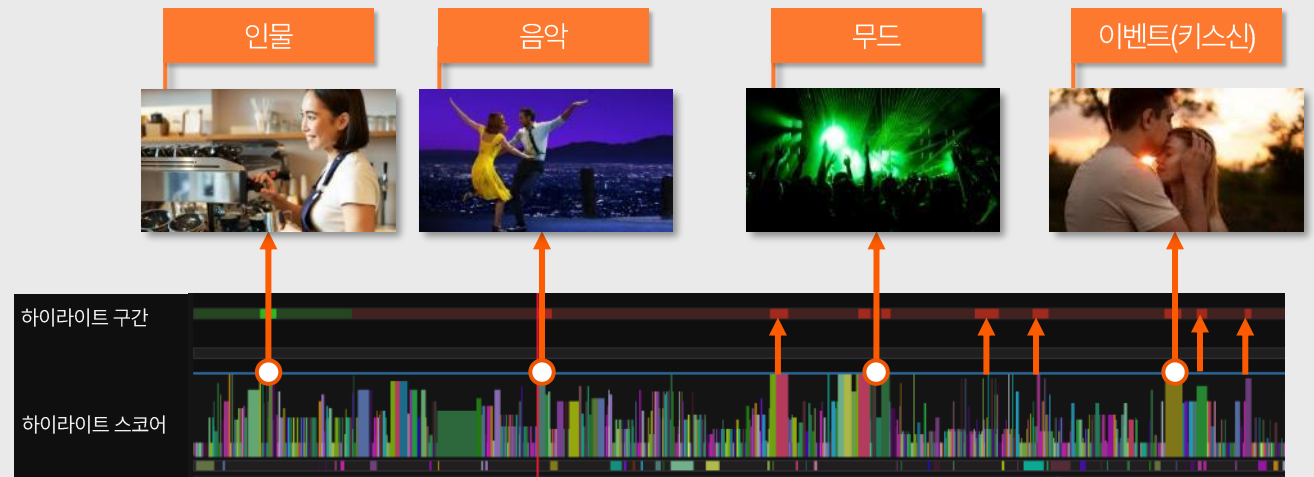 인물
음악
무드
이벤트(키스신)
하이라이트 구간
하이라이트 스코어